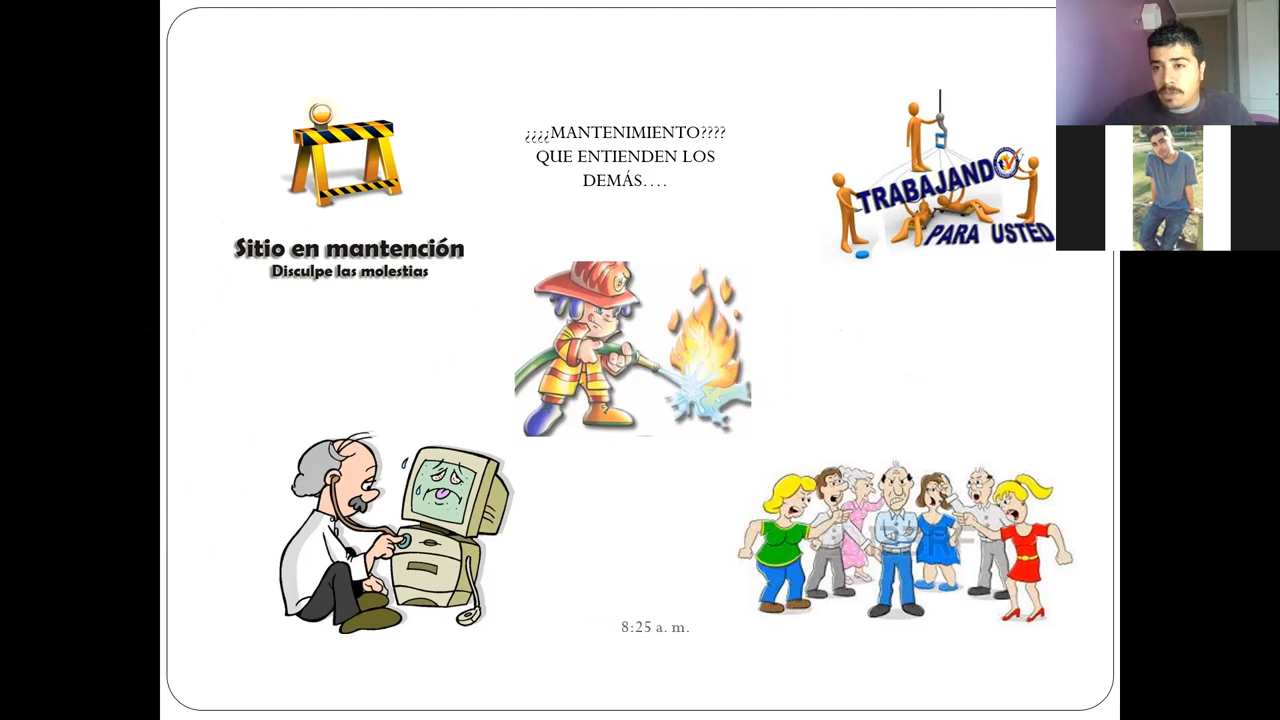 ¿¿¿¿MANTENIMIENTO????
QUE ENTIENDEN LOS
DEMÁS....
TRABAJANDO
PARA USTED
Sitio en mantención
Disculpe las molestias
8:25 a. m.